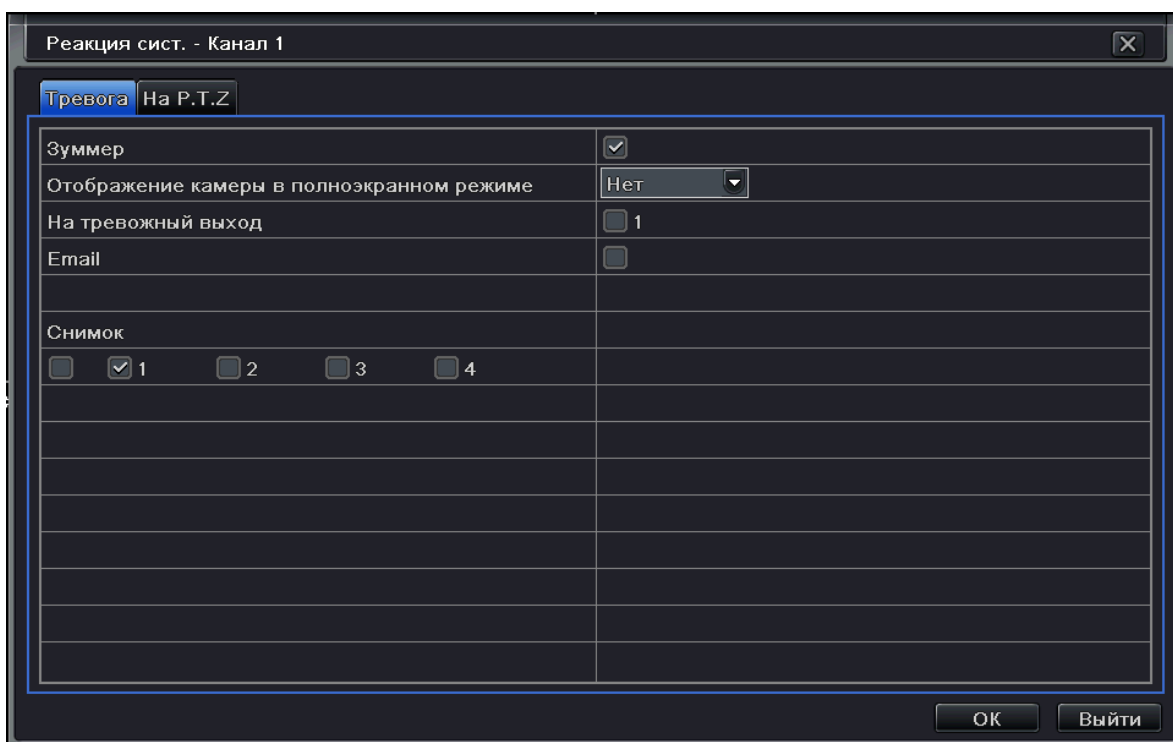 Реакция сист. - Канал 1
Тревога На P.T.Z
Зуммер
Отображение камеры в полноэкранном режиме Нет
На тревожный выход 1
Email
Снимок
1 2 3 4
ОК Выйти